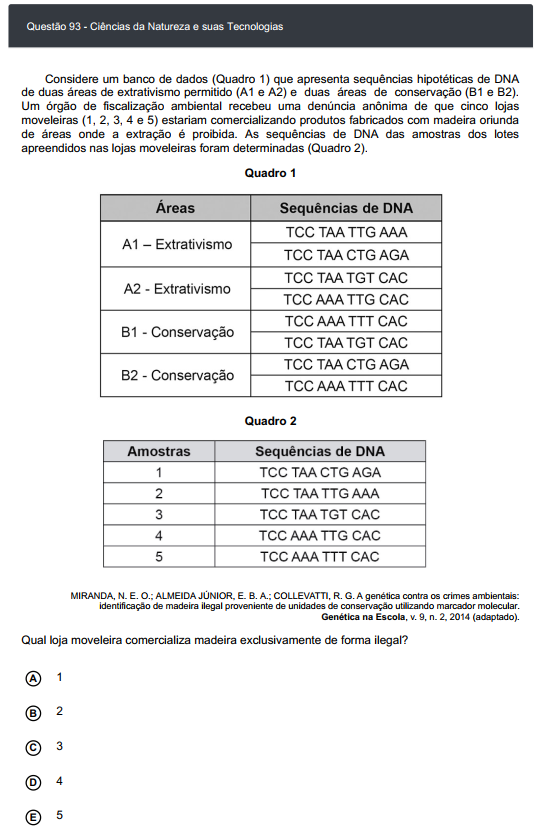 Questão 93 - Ciências da Natureza e suas Tecnologias
Considere um banco de dados (Quadro 1) que apresenta sequências hipotéticas de DNA
de duas áreas de extrativismo permitido (A1 e A2) e duas áreas de conservação (B1 e B2).
Um órgão de fiscalização ambiental recebeu uma denúncia anônima de que cinco lojas
moveleiras (1, 2, 3, 4 e 5) estariam comercializando produtos fabricados com madeira oriunda
de áreas onde a extração é proibida. As sequências de DNA das amostras dos lotes
apreendidos nas lojas moveleiras foram determinadas (Quadro 2).
Quadro 1
Áreas Sequências de DNA
A1 – Extrativismo
TCC TAA TTG AAA
TCC TAA CTG AGA
A2 - Extrativismo
TCC TAA TGT CAC
TCC AAA TTG CAC
B1 - Conservação
TCC AAA TTT CAC
TCC TAA TGT CAC
B2 - Conservação
TCC TAA CTG AGA
TCC AAA TTT CAC
Quadro 2
Amostras Sequências de DNA
1 TCC TAA CTG AGA
2 TCC TAA TTG AAA
3 TCC TAA TGT CAC
4 TCC AAA TTG CAC
5 TCC AAA TTT CAC
MIRANDA, N. E. O.; ALMEIDA JÚNIOR, E. B. A.; COLLEVATTI, R. G. A genética contra os crimes ambientais:
identificação de madeira ilegal proveniente de unidades de conservação utilizando marcador molecular.
Genética na Escola, v. 9, n. 2, 2014 (adaptado).
Qual loja moveleira comercializa madeira exclusivamente de forma ilegal?
A 1
B 2
C 3
D 4
E 5